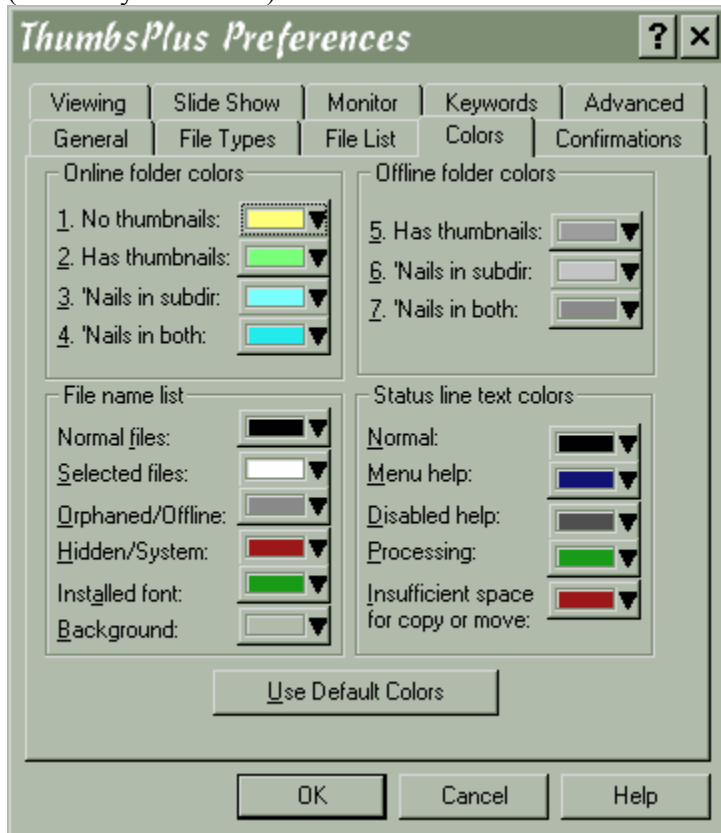 ThumbsPlus Preferences ? ×
Viewing Slide Show Monitor Keywords Advanced
General File Types File List Colors Confirmations
Online folder colors
1. No thumbnails:
2. Has thumbnails:
3. 'Nails in subdir:
4. 'Nails in both:
Offline folder colors
5. Has thumbnails:
6. 'Nails in subdir:
7. 'Nails in both:
File name list
Normal files:
Selected files:
Orphaned/Offline:
Hidden/System:
Installed font:
Background:
Status line text colors
Normal:
Menu help:
Disabled help:
Processing:
Insufficient space
for copy or move:
Use Default Colors
OK Cancel Help